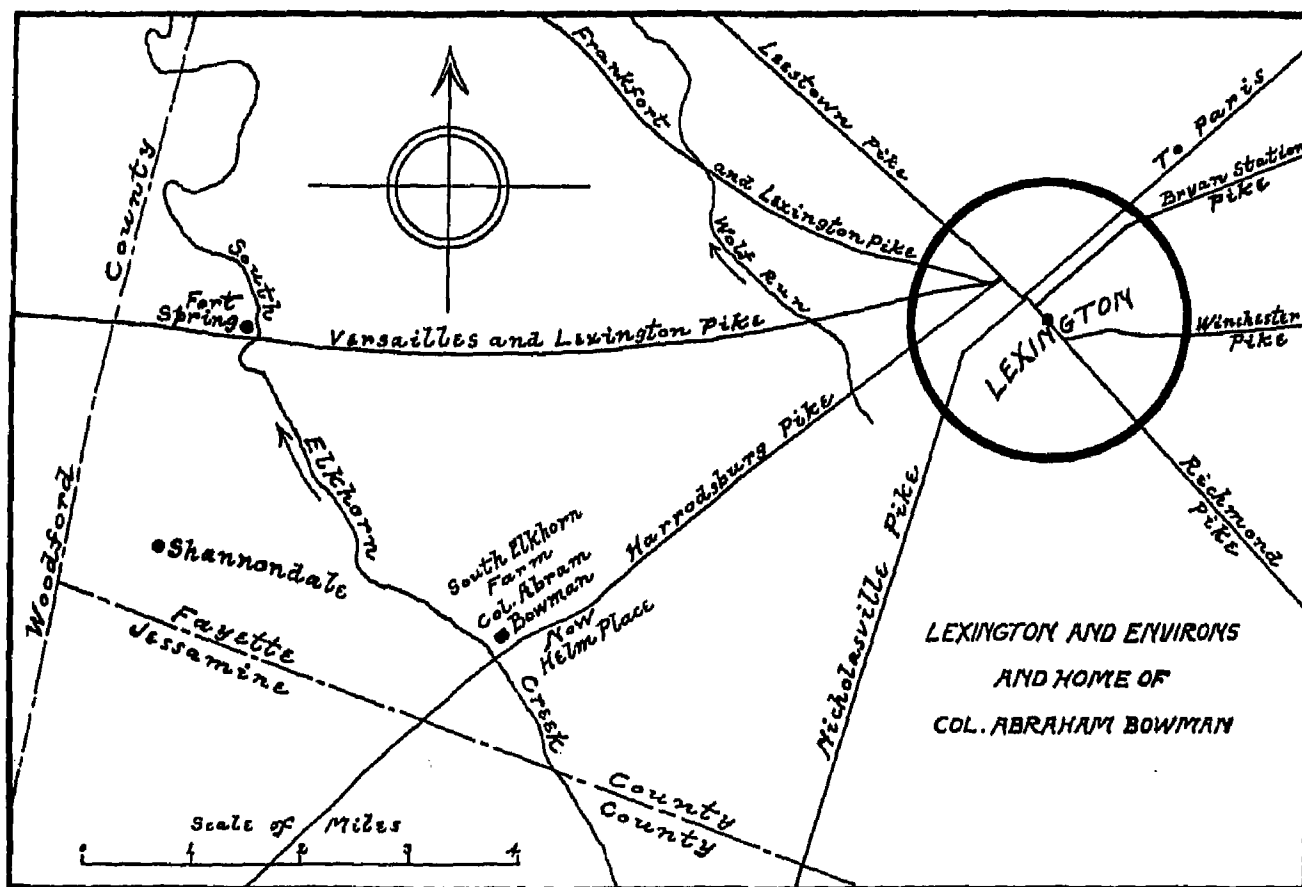 Frankfort
and Lexington Pike
Leestown Pike
To Paris
Bryan Station
Pike
Wolf Run
South
Elkhorn
Creek
Fort
Spring
Versailles and Lexington Pike
LEXINGTON
Winchester
Pike
Woodford
County
Harrodsburg Pike
Richmond
Pike
Nicholasville Pike
Shannondale
South Elkhorn
Farm
Col. Abram
Bowman
Now
Helm Place
Fayette
Jessamine
County
County
LEXINGTON AND ENVIRONS
AND HOME OF
COL. ABRAHAM BOWMAN
Scale of Miles
0 1 2 3 4